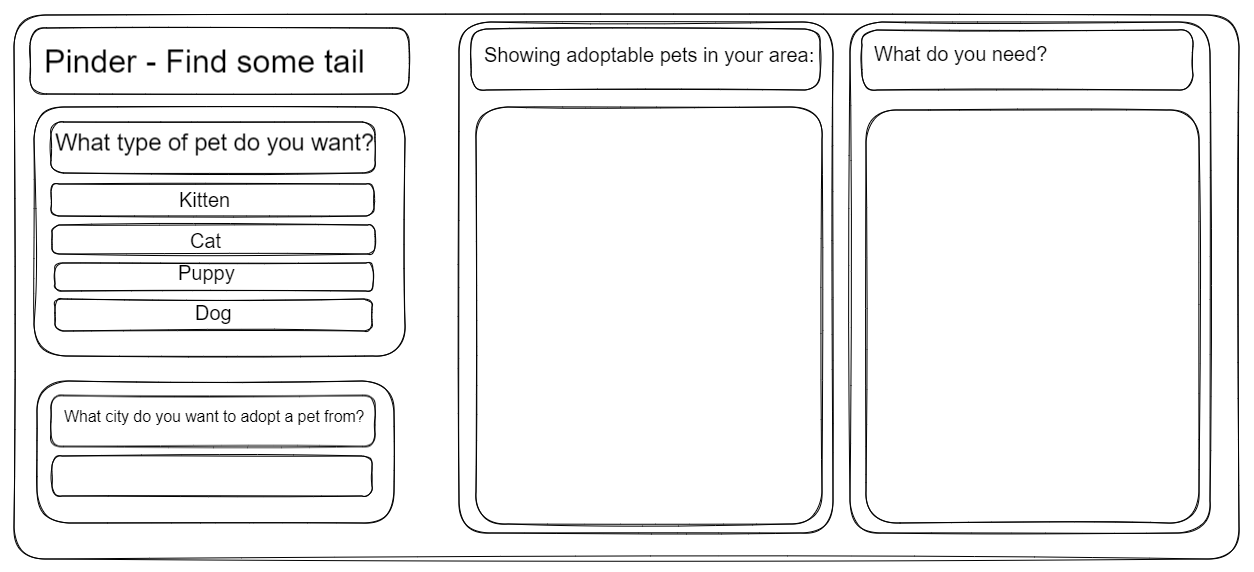 Pinder - Find some tail
What type of pet do you want?
Kitten
Cat
Puppy
Dog
What city do you want to adopt a pet from?
Showing adoptable pets in your area:
What do you need?